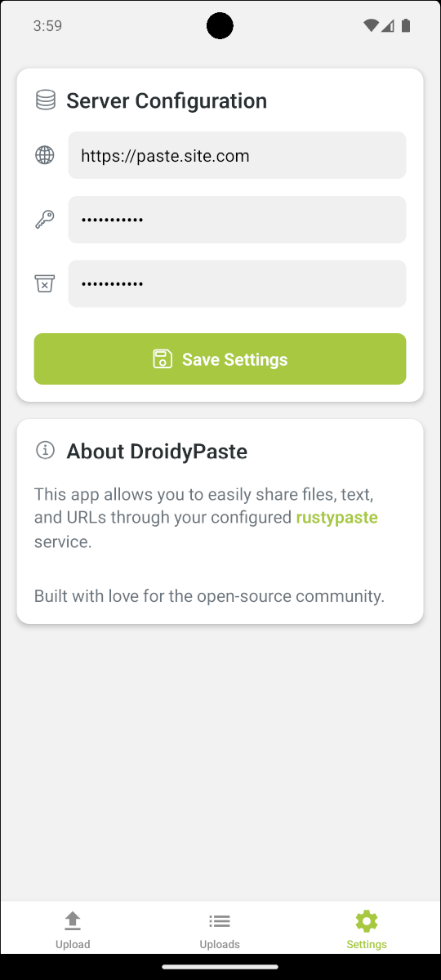 3:59
Server Configuration
https://paste.site.com
•••••••••••
•••••••••••
Save Settings
About DroidyPaste
This app allows you to easily share files, text,
and URLs through your configured rustypaste
service.
Built with love for the open-source community.
Upload
Uploads
Settings